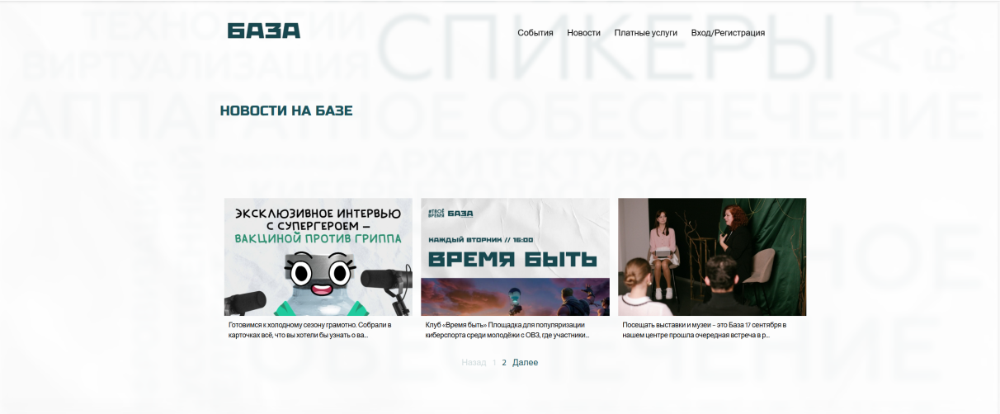 БАЗА
События Новости Платные услуги Вход/Регистрация
ТЕХНОЛОГИИ
СПИКЕРЫ
ВИРТУАЛИЗАЦИЯ
НОВОСТИ НА БАЗЕ
АППАРАТНОЕ ОБЕСПЕЧЕНИЕ
АРХИТЕКТУРА СИСТЕМ
ЭКСКЛЮЗИВНОЕ ИНТЕРВЬЮ
С СУПЕРГЕРОЕМ –
ВАКЦИНОЙ ПРОТИВ ГРИППА
#ТВОЁ
ВРЕМЯ БАЗА
КАЖДЫЙ ВТОРНИК // 16:00
ВРЕМЯ БЫТЬ
Готовимся к холодному сезону грамотно. Собрали в
карточках всё, что вы хотели бы узнать о ва...
Клуб «Время быть» Площадка для популяризации
киберспорта среди молодёжи с ОВЗ, где участники...
Посещать выставки и музеи – это База 17 сентября в
нашем центре прошла очередная встреча в р...
ОБЕСПЕЧЕНИЕ
Назад 1 2 Далее